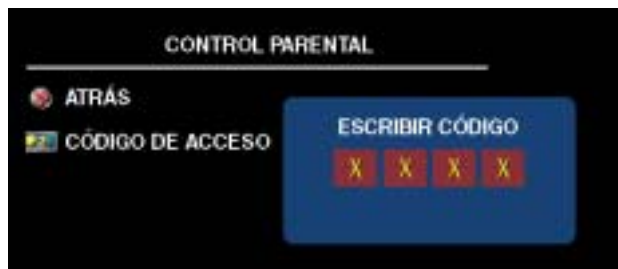 CONTROL PARENTAL
ATRÁS
CÓDIGO DE ACCESO
ESCRIBIR CÓDIGO
X X X X